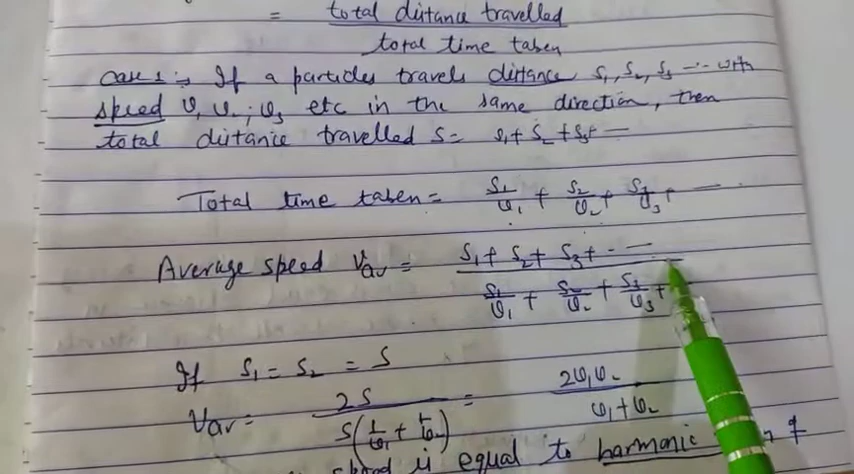 = total distance travelled
total time taken
Case 1 :- If a particles travels distance S₁, S₂, S₃ --- with
speed v₁ v₂, v₃ etc in the same direction, then
total distance travelled S = S₁ + S₂ + S₃+ —
Total time taken = S₁/v₁ + S₂/v₂ + S₃/v₃ + —
Average speed Vav = S₁ + S₂ + S₃ + - — / S₁/v₁ + S₂/v₂ + S₃/v₃ +
If S₁ = S₂ = S
Vav = 2S / S(1/v₁ + 1/v₂) = 2v₁v₂ / v₁ + v₂
speed is equal to harmonic